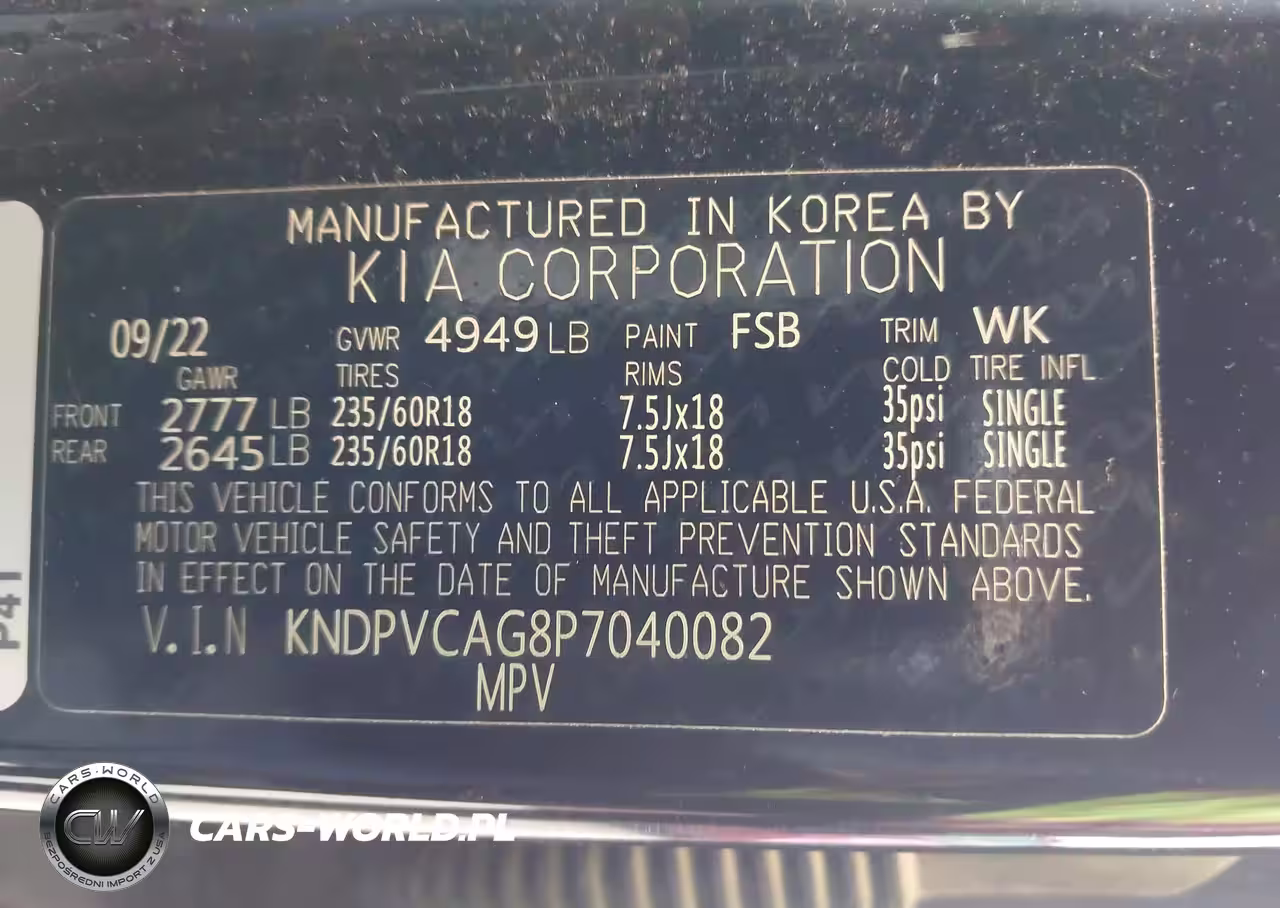 MANUFACTURED IN KOREA BY
KIA CORPORATION
09/22 GVWR 4949 LB PAINT FSB TRIM WK
GAWR TIRES RIMS COLD TIRE INFL
FRONT 2777 LB 235/60R18 7.5Jx18 35psi SINGLE
REAR 2645 LB 235/60R18 7.5Jx18 35psi SINGLE
THIS VEHICLE CONFORMS TO ALL APPLICABLE U.S.A. FEDERAL
MOTOR VEHICLE SAFETY AND THEFT PREVENTION STANDARDS
IN EFFECT ON THE DATE OF MANUFACTURE SHOWN ABOVE.
V.I.N KNDPVCAG8P7040082
MPV
CARS-WORLD
CW
BEZPOŚREDNI IMPORT Z USA
CARS-WORLD.PL